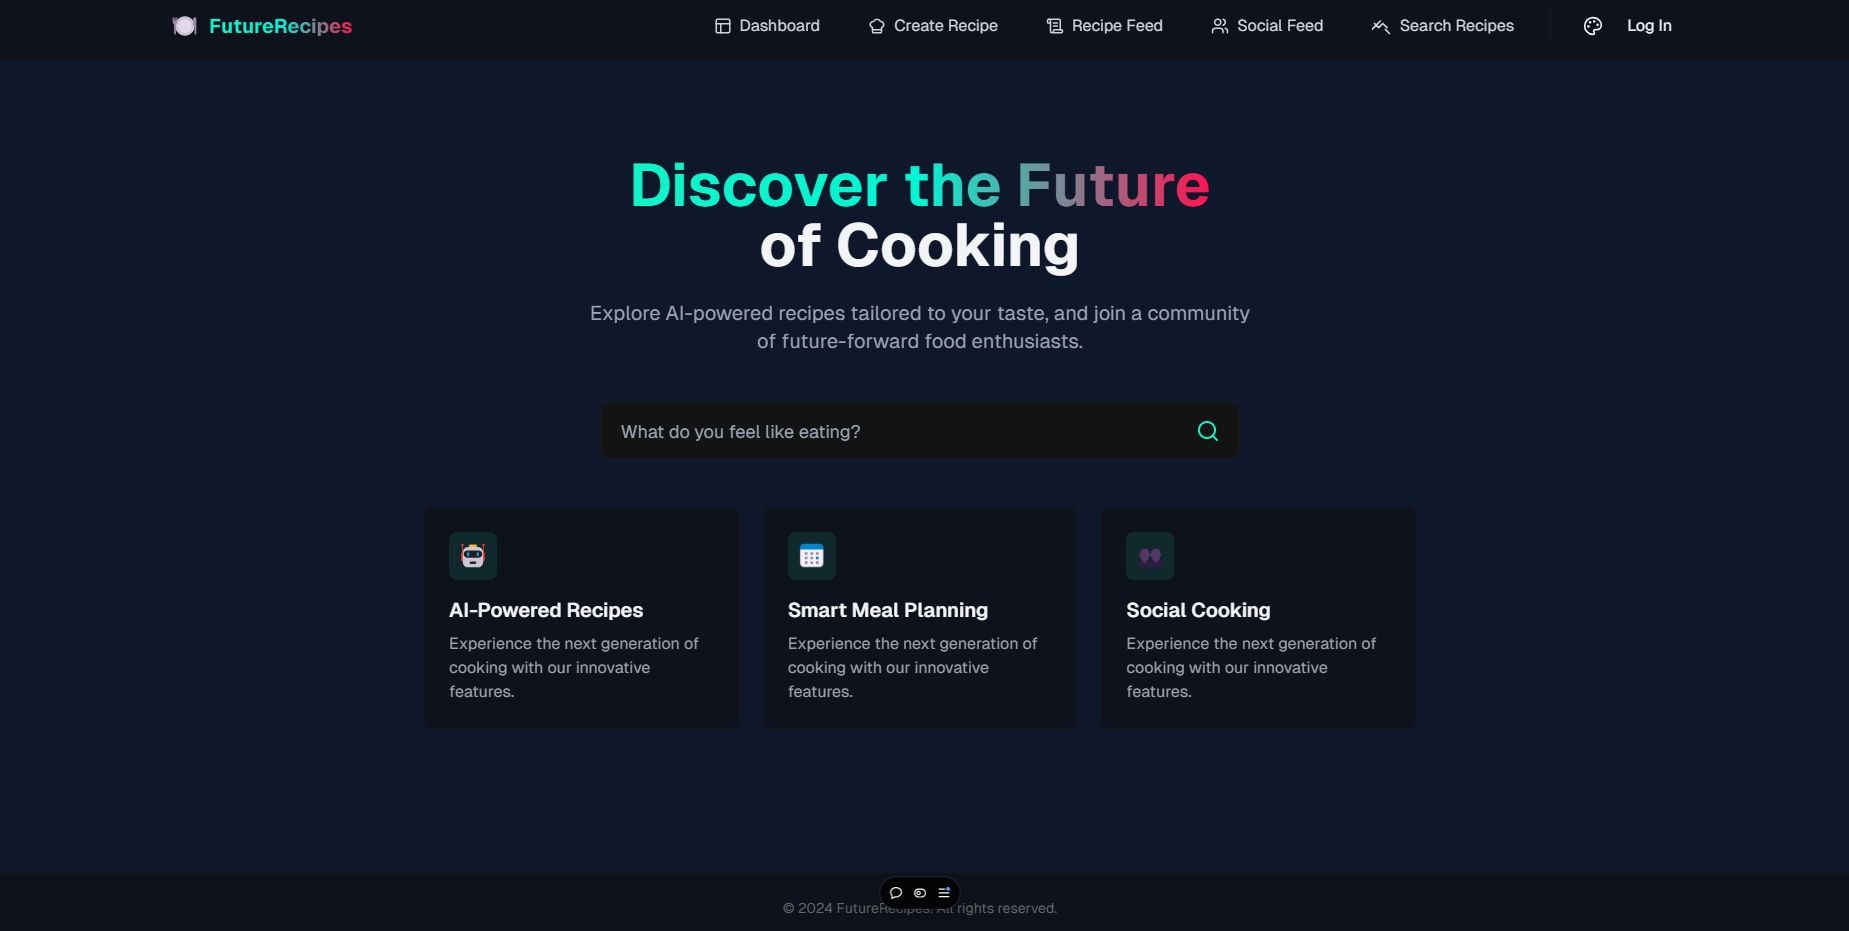 FutureRecipes
Dashboard
Create Recipe
Recipe Feed
Social Feed
Search Recipes
Log In
Discover the Future
of Cooking
Explore AI-powered recipes tailored to your taste, and join a community
of future-forward food enthusiasts.
What do you feel like eating?
AI-Powered Recipes
Experience the next generation of
cooking with our innovative
features.
Smart Meal Planning
Experience the next generation of
cooking with our innovative
features.
Social Cooking
Experience the next generation of
cooking with our innovative
features.
© 2024 FutureRecipes. All rights reserved.